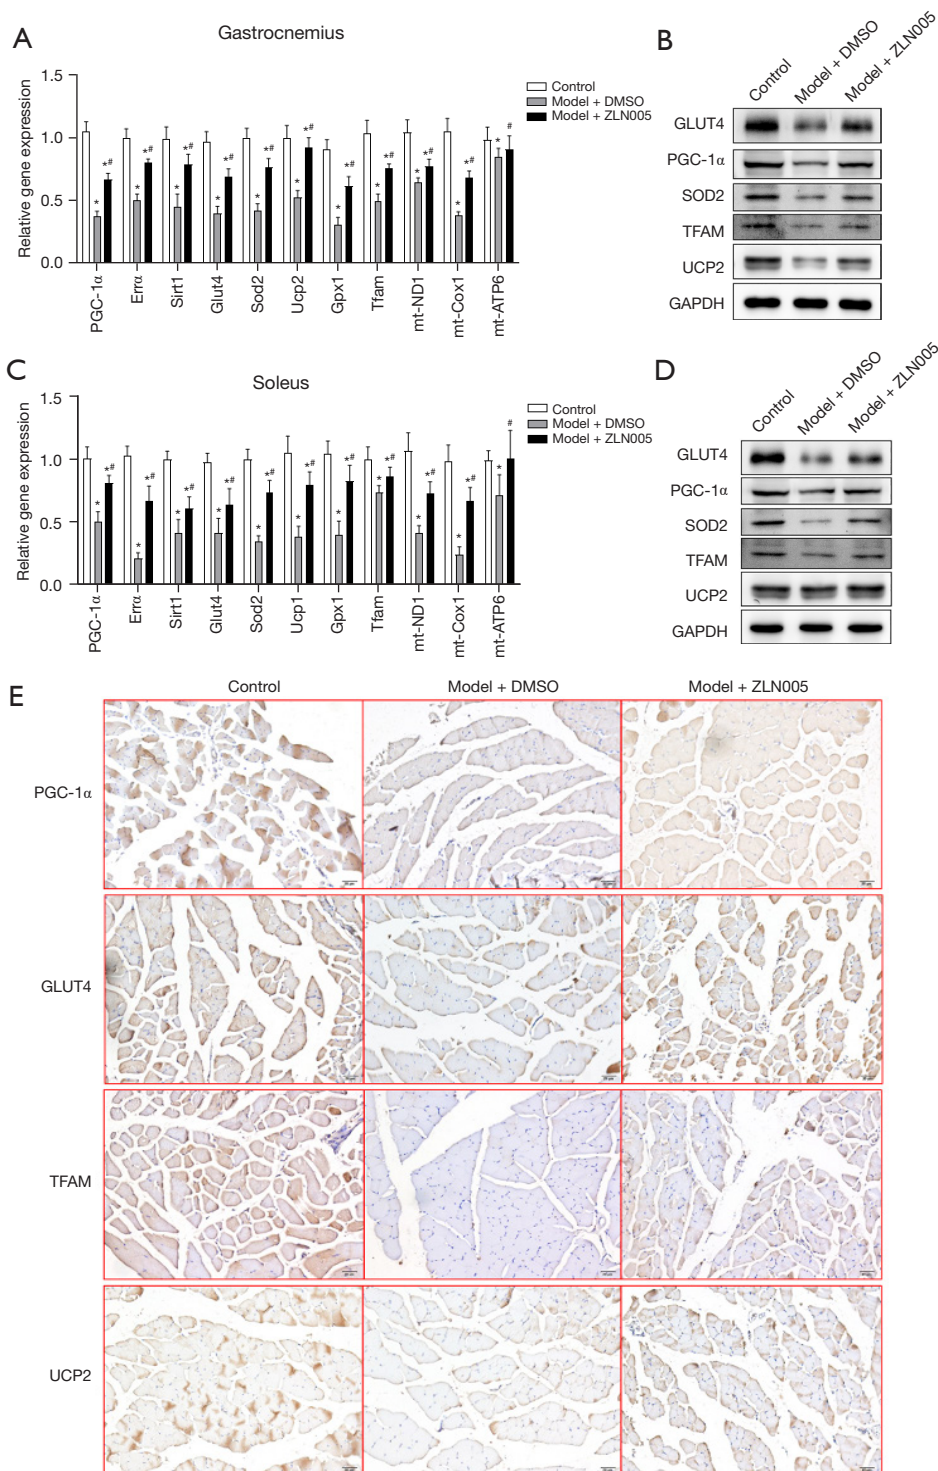 A
Gastrocnemius
Relative gene expression
1.5
1.0
0.5
0.0
*
*#
*
*#
*
*#
*
*#
*
*#
*
*#
*
*#
*
*#
*
*#
*
*#
*
#
PGC-1α
Errα
Sirt1
Glut4
Sod2
Ucp2
Gpx1
Tfam
mt-ND1
mt-Cox1
mt-ATP6
Control
Model + DMSO
Model + ZLN005
B
Control
Model + DMSO
Model + ZLN005
GLUT4
PGC-1α
SOD2
TFAM
UCP2
GAPDH
C
Soleus
Relative gene expression
1.5
1.0
0.5
0.0
*
*#
*
*#
*
*#
*
*#
*
*#
*
*#
*
*#
*
*#
*
*#
*
*#
*
#
PGC-1α
Errα
Sirt1
Glut4
Sod2
Ucp1
Gpx1
Tfam
mt-ND1
mt-Cox1
mt-ATP6
Control
Model + DMSO
Model + ZLN005
D
Control
Model + DMSO
Model + ZLN005
GLUT4
PGC-1α
SOD2
TFAM
UCP2
GAPDH
E
Control
Model + DMSO
Model + ZLN005
PGC-1α
GLUT4
TFAM
UCP2